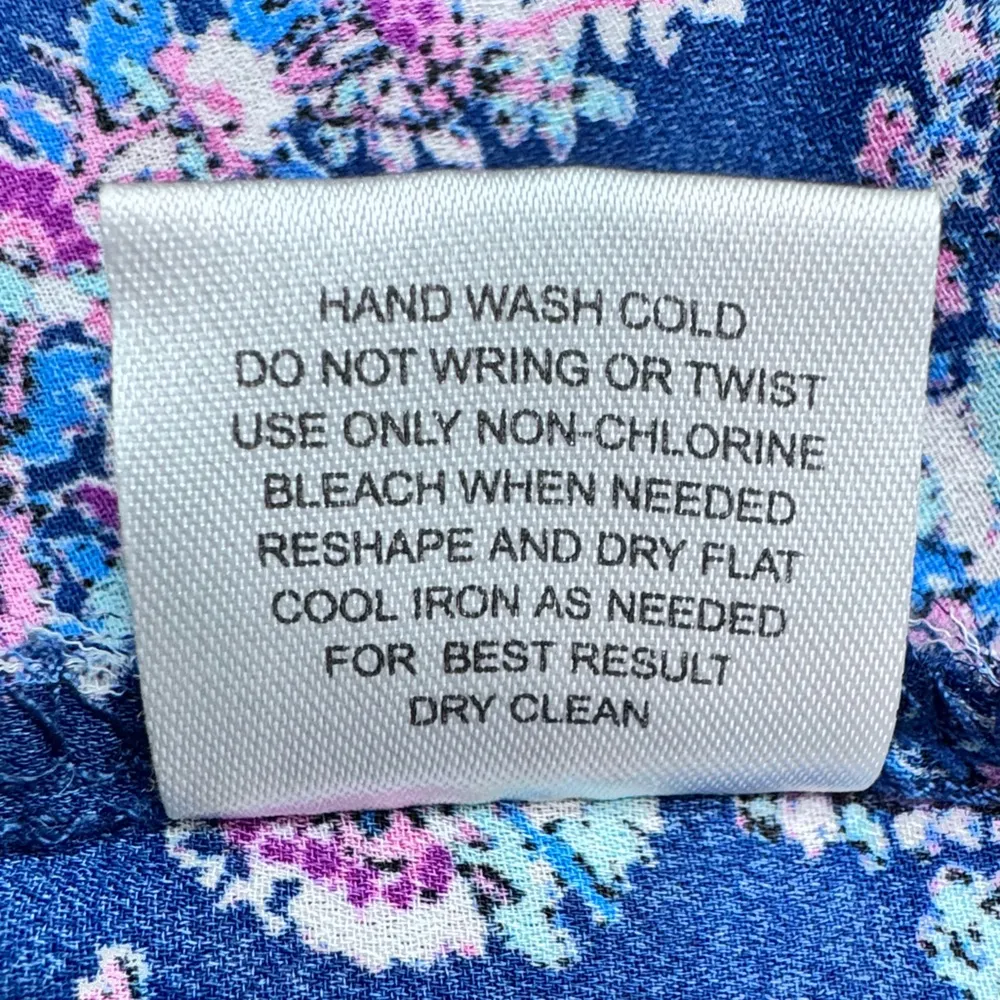 HAND WASH COLD
DO NOT WRING OR TWIST
USE ONLY NON-CHLORINE
BLEACH WHEN NEEDED
RESHAPE AND DRY FLAT
COOL IRON AS NEEDED
FOR BEST RESULT
DRY CLEAN